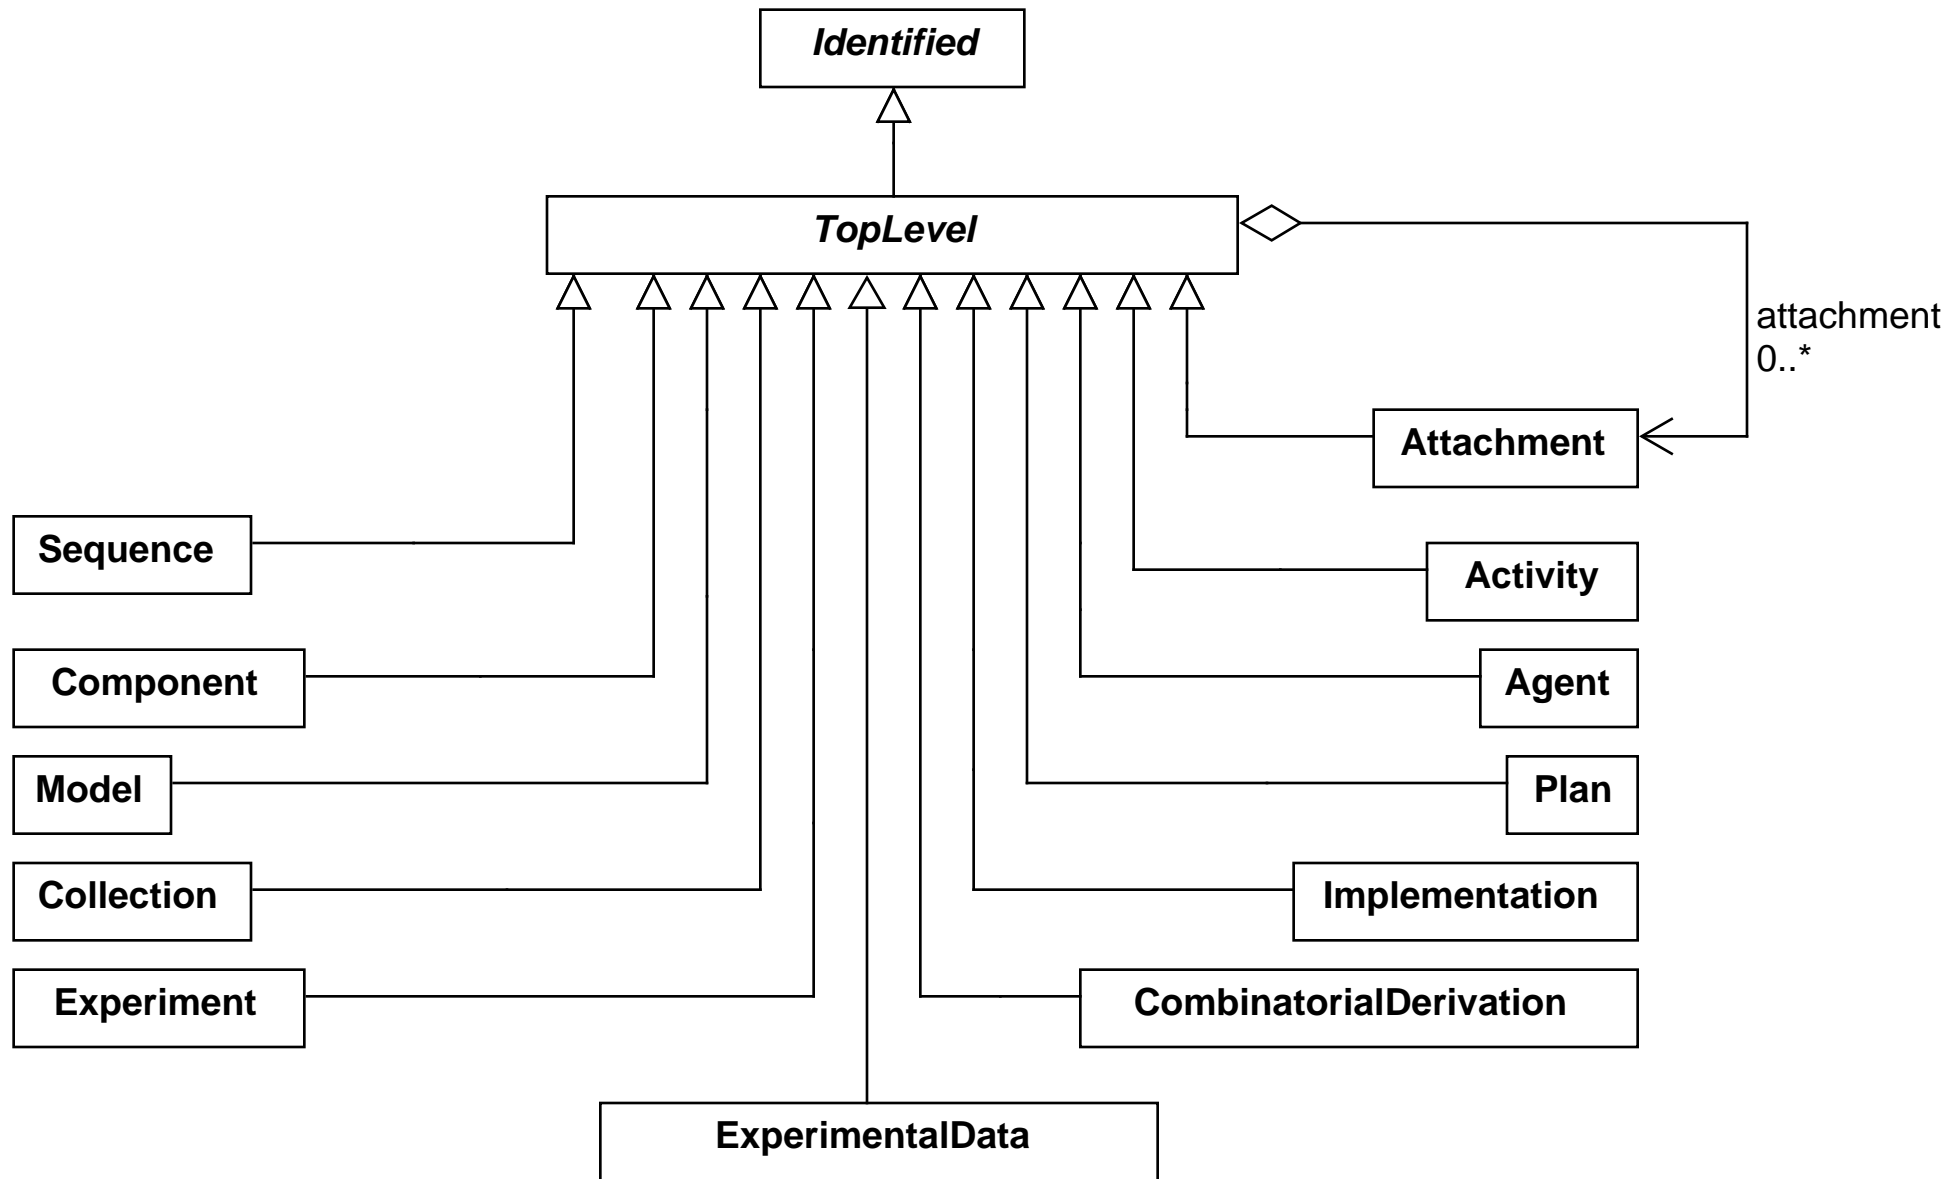 Identified
TopLevel
attachment
0..*
Attachment
Sequence
Activity
Component
Agent
Model
Plan
Collection
Implementation
Experiment
CombinatorialDerivation
ExperimentalData